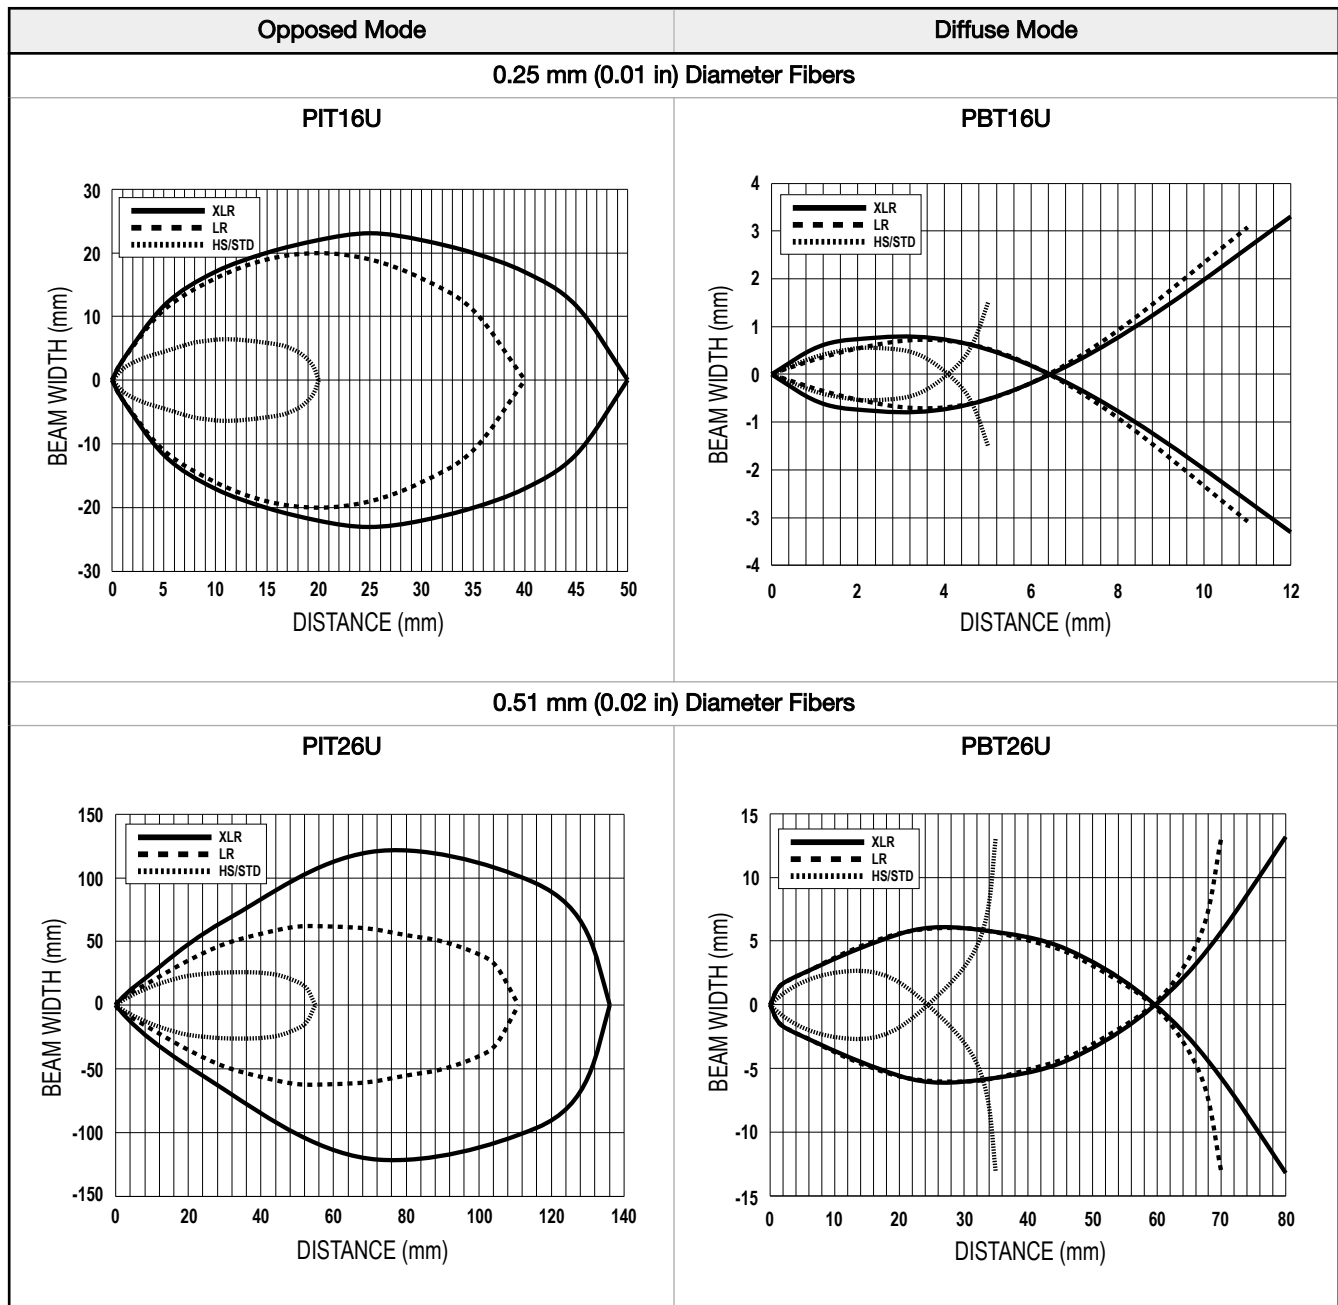 Opposed Mode
Diffuse Mode
0.25 mm (0.01 in) Diameter Fibers
PIT16U
30
20
10
0
-10
-20
-30
BEAM WIDTH (mm)
XLR
LR
HS/STD
0 5 10 15 20 25 30 35 40 45 50
DISTANCE (mm)
PBT16U
4
3
2
1
0
-1
-2
-3
-4
BEAM WIDTH (mm)
XLR
LR
HS/STD
0 2 4 6 8 10 12
DISTANCE (mm)
0.51 mm (0.02 in) Diameter Fibers
PIT26U
150
100
50
0
-50
-100
-150
BEAM WIDTH (mm)
XLR
LR
HS/STD
0 20 40 60 80 100 120 140
DISTANCE (mm)
PBT26U
15
10
5
0
-5
-10
-15
BEAM WIDTH (mm)
XLR
LR
HS/STD
0 10 20 30 40 50 60 70 80
DISTANCE (mm)